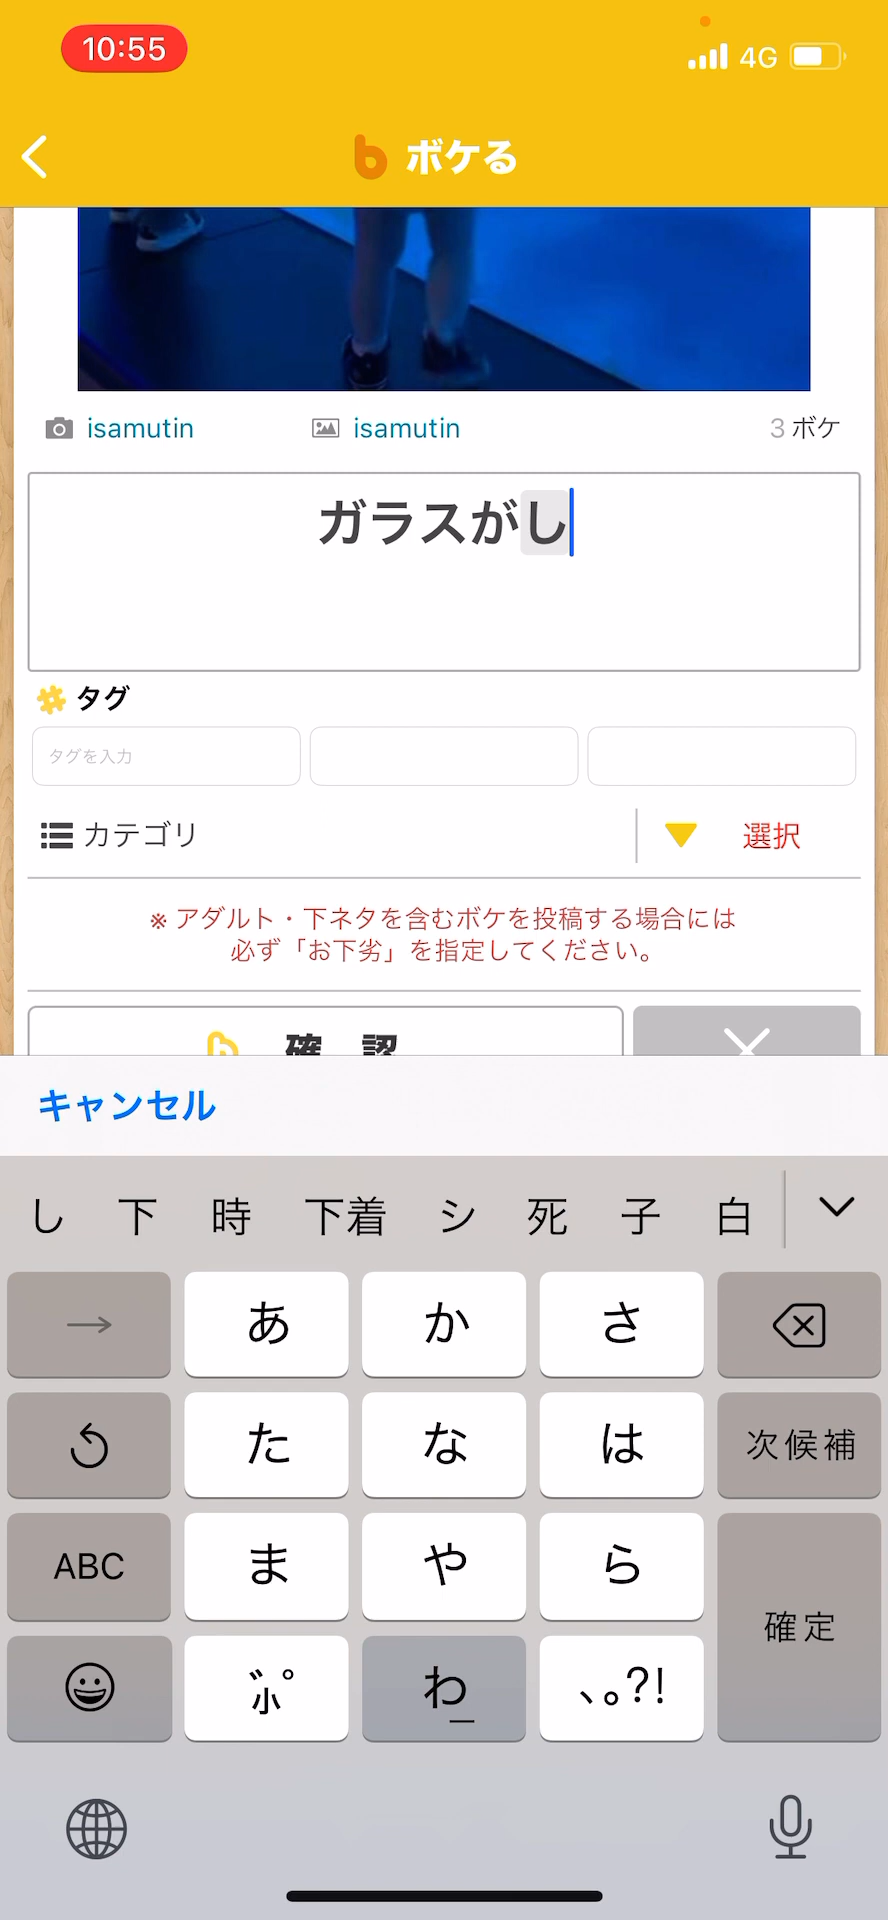 10:55
4G
ボケる
isamutin
isamutin
3 ボケ
ガラスがし
タグ
タグを入力
カテゴリ
選択
※ アダルト・下ネタを含むボケを投稿する場合には
必ず「お下劣」を指定してください。
確 認
キャンセル
し 下 時 下着 シ 死 子 白
→ あ か さ
た な は 次候補
ABC ま や ら
確定
゛゜小 わ_ 、。?!